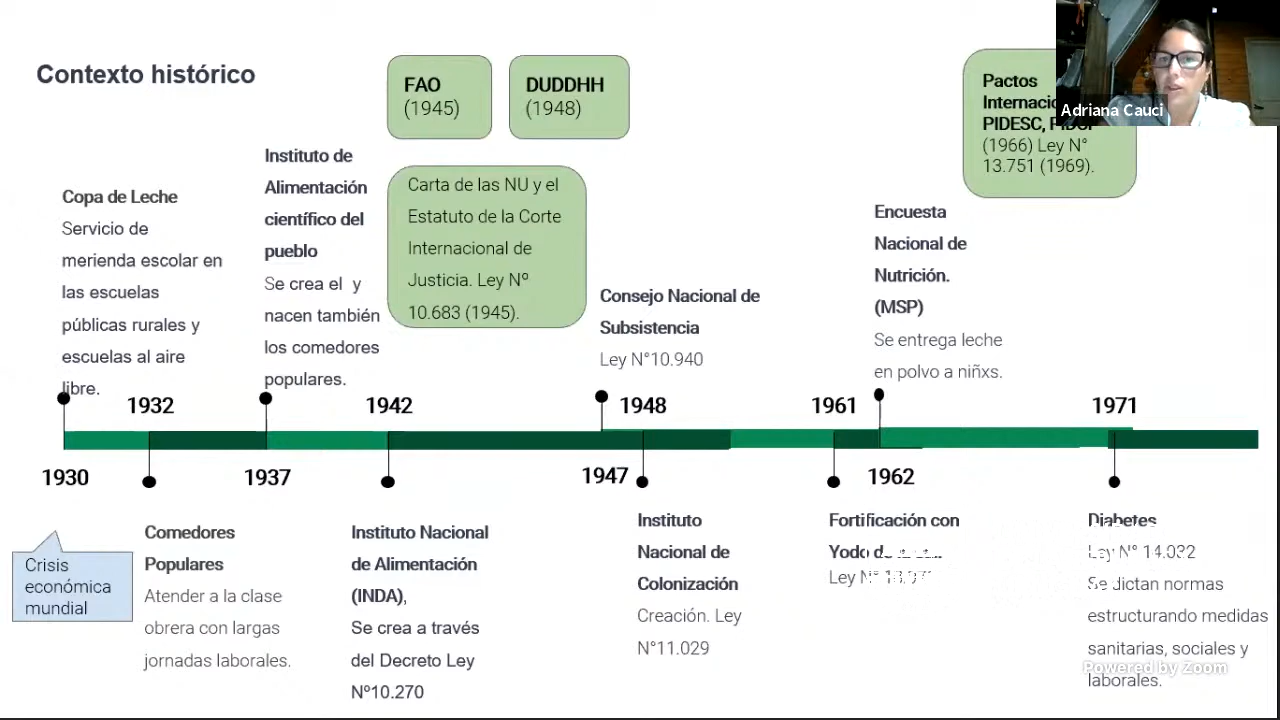 Contexto histórico
FAO
(1945)
DUDDHH
(1948)
Pactos
PIDESC,
(1966) Ley N°
13.751 (1969).
Adriana Cauci
Copa de Leche
Servicio de
merienda escolar en
las escuelas
públicas rurales y
escuelas al aire
libre.
Instituto de
Alimentación
científico del
pueblo
Se crea el y
nacen también
los comedores
populares.
Carta de las NU y el
Estatuto de la Corte
Internacional de
Justicia. Ley Nº
10.683 (1945).
Consejo Nacional de
Subsistencia
Ley N°10.940
Encuesta
Nacional de
Nutrición.
(MSP)
Se entrega leche
en polvo a niñxs.
1932
1942
1948
1961
1971
1930
1937
1947
1962
Crisis
económica
mundial
Comedores
Populares
Atender a la clase
obrera con largas
jornadas laborales.
Instituto Nacional
de Alimentación
(INDA),
Se crea a través
del Decreto Ley
Nº10.270
Instituto
Nacional de
Colonización
Creación. Ley
N°11.029
Fortificación con
Yodo
Ley
Diabetes
Ley N° 14.032
Se dictan normas
estructurando medidas
sanitarias, sociales y
laborales.
Powered by Zoom